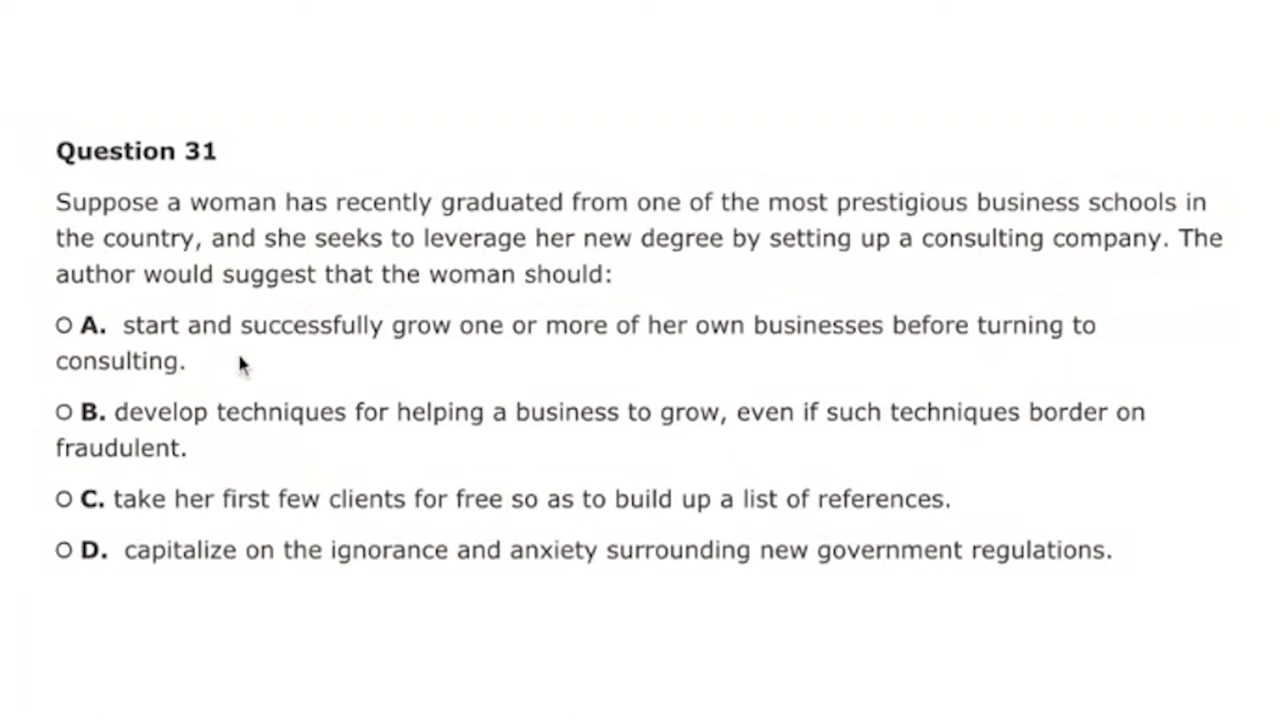 Question 31
Suppose a woman has recently graduated from one of the most prestigious business schools in
the country, and she seeks to leverage her new degree by setting up a consulting company. The
author would suggest that the woman should:
O A. start and successfully grow one or more of her own businesses before turning to
consulting.
O B. develop techniques for helping a business to grow, even if such techniques border on
fraudulent.
O C. take her first few clients for free so as to build up a list of references.
O D. capitalize on the ignorance and anxiety surrounding new government regulations.